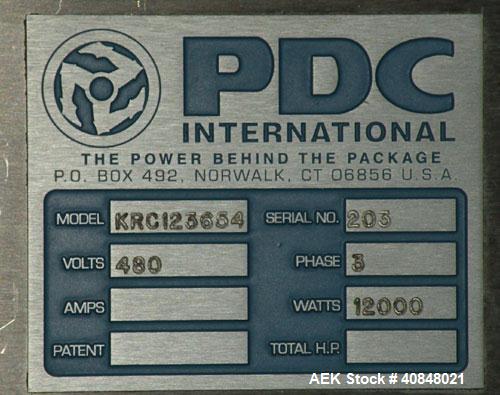 PDC
INTERNATIONAL
THE POWER BEHIND THE PACKAGE
P.O. BOX 492, NORWALK, CT 06856 U.S.A.
MODEL KRC123654 SERIAL NO. 203
VOLTS 480 PHASE 3
AMPS WATTS 12000
PATENT TOTAL H.P.
AEK Stock # 40848021